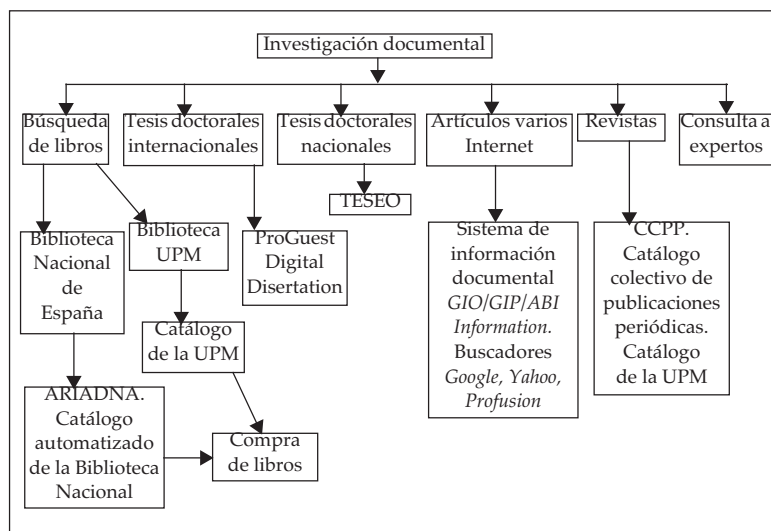 Investigación documental
Búsqueda
de libros
Tesis doctorales
internacionales
Tesis doctorales
nacionales
Artículos varios
Internet
Revistas
Consulta a
expertos
TESEO
Biblioteca
Nacional
de
España
Biblioteca
UPM
ProGuest
Digital
Disertation
Sistema de
información
documental
GIO/GIP/ABI
Information.
Buscadores
Google, Yahoo,
Profusion
CCPP.
Catálogo
colectivo de
publicaciones
periódicas.
Catálogo
de la UPM
Catálogo
de la UPM
ARIADNA.
Catálogo
automatizado
de la Biblioteca
Nacional
Compra
de libros